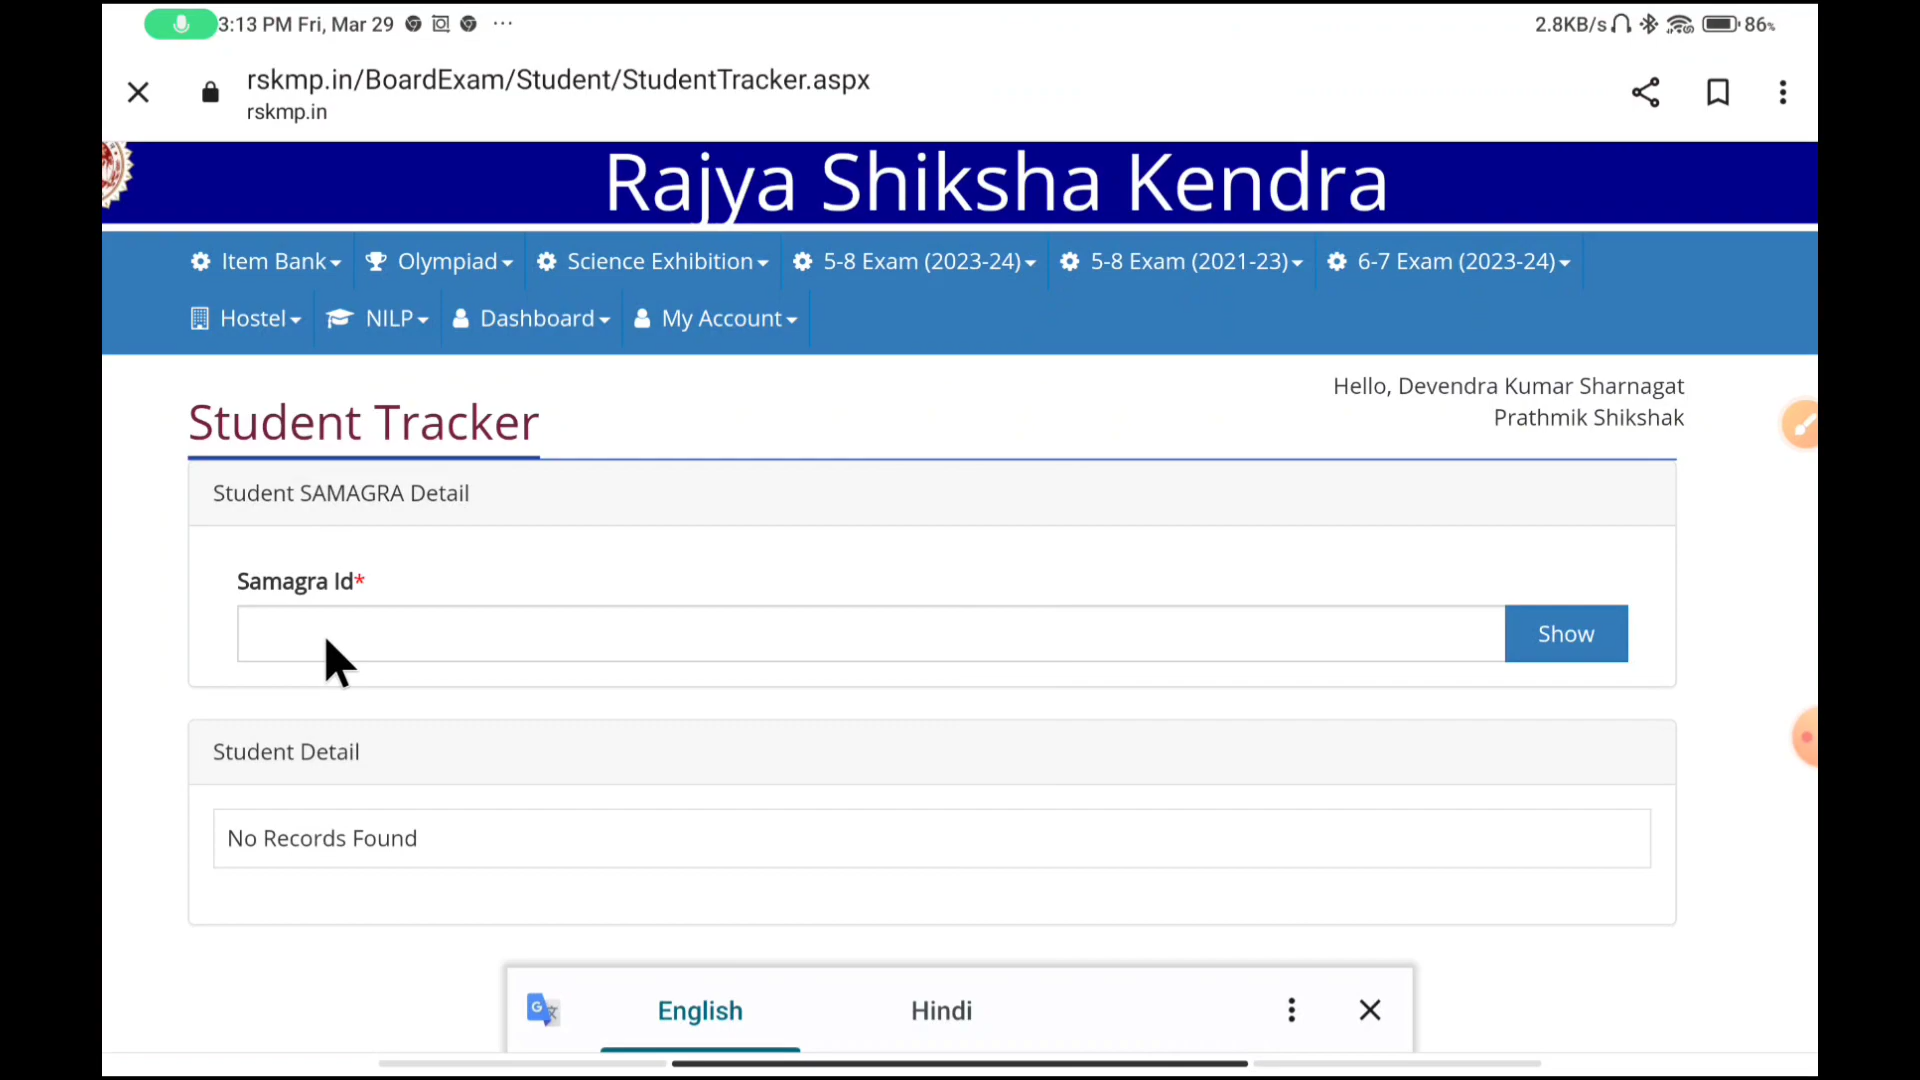 3:13 PM Fri, Mar 29 ...
2.8KB/s 86%
rskmp.in/BoardExam/Student/StudentTracker.aspx
rskmp.in
Rajya Shiksha Kendra
Item Bank Olympiad Science Exhibition 5-8 Exam (2023-24) 5-8 Exam (2021-23) 6-7 Exam (2023-24)
Hostel NILP Dashboard My Account
Hello, Devendra Kumar Sharnagat
Prathmik Shikshak
Student Tracker
Student SAMAGRA Detail
Samagra Id*
Show
Student Detail
No Records Found
English Hindi